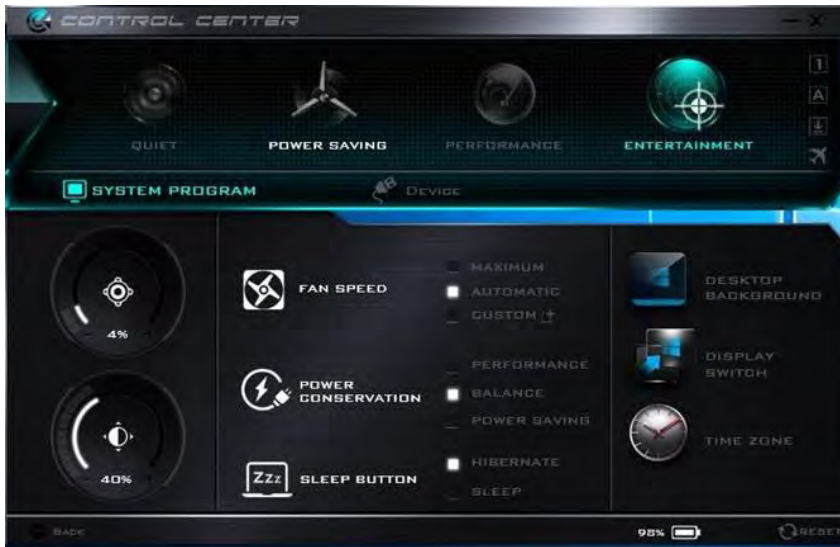 CONTROL CENTER
1
A
QUIET
POWER SAVING
PERFORMANCE
ENTERTAINMENT
SYSTEM PROGRAM
DEVICE
4%
40%
FAN SPEED
MAXIMUM
AUTOMATIC
CUSTOM
POWER
CONSERVATION
PERFORMANCE
BALANCE
POWER SAVING
Zzz
SLEEP BUTTON
HIBERNATE
SLEEP
DESKTOP
BACKGROUND
DISPLAY
SWITCH
TIME ZONE
BACK
98%
RESET